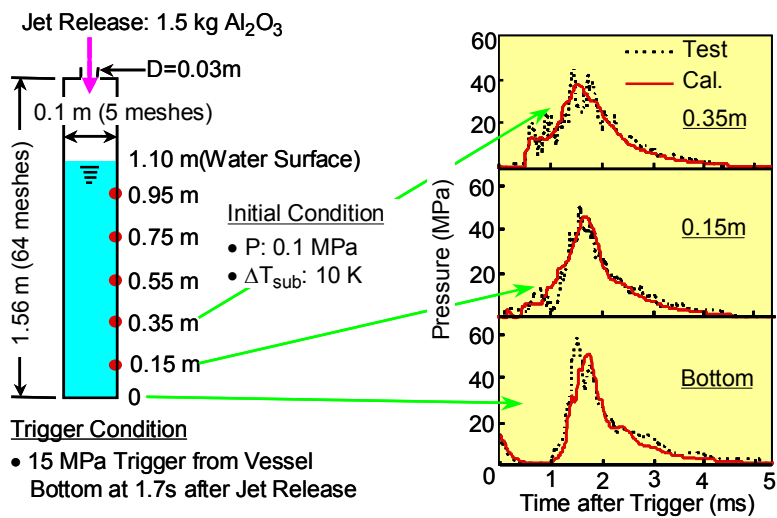 Jet Release: 1.5 kg Al₂O₃
D=0.03m
0.1 m (5 meshes)
1.56 m (64 meshes)
1.10 m(Water Surface)
0.95 m
0.75 m
0.55 m
0.35 m
0.15 m
0
Initial Condition
• P: 0.1 MPa
• ΔTsub: 10 K
Trigger Condition
• 15 MPa Trigger from Vessel
Bottom at 1.7s after Jet Release
Pressure (MPa)
60
40
20
Test
Cal.
0.35m
60
40
20
0.15m
60
40
20
0
Bottom
0 1 2 3 4 5
Time after Trigger (ms)